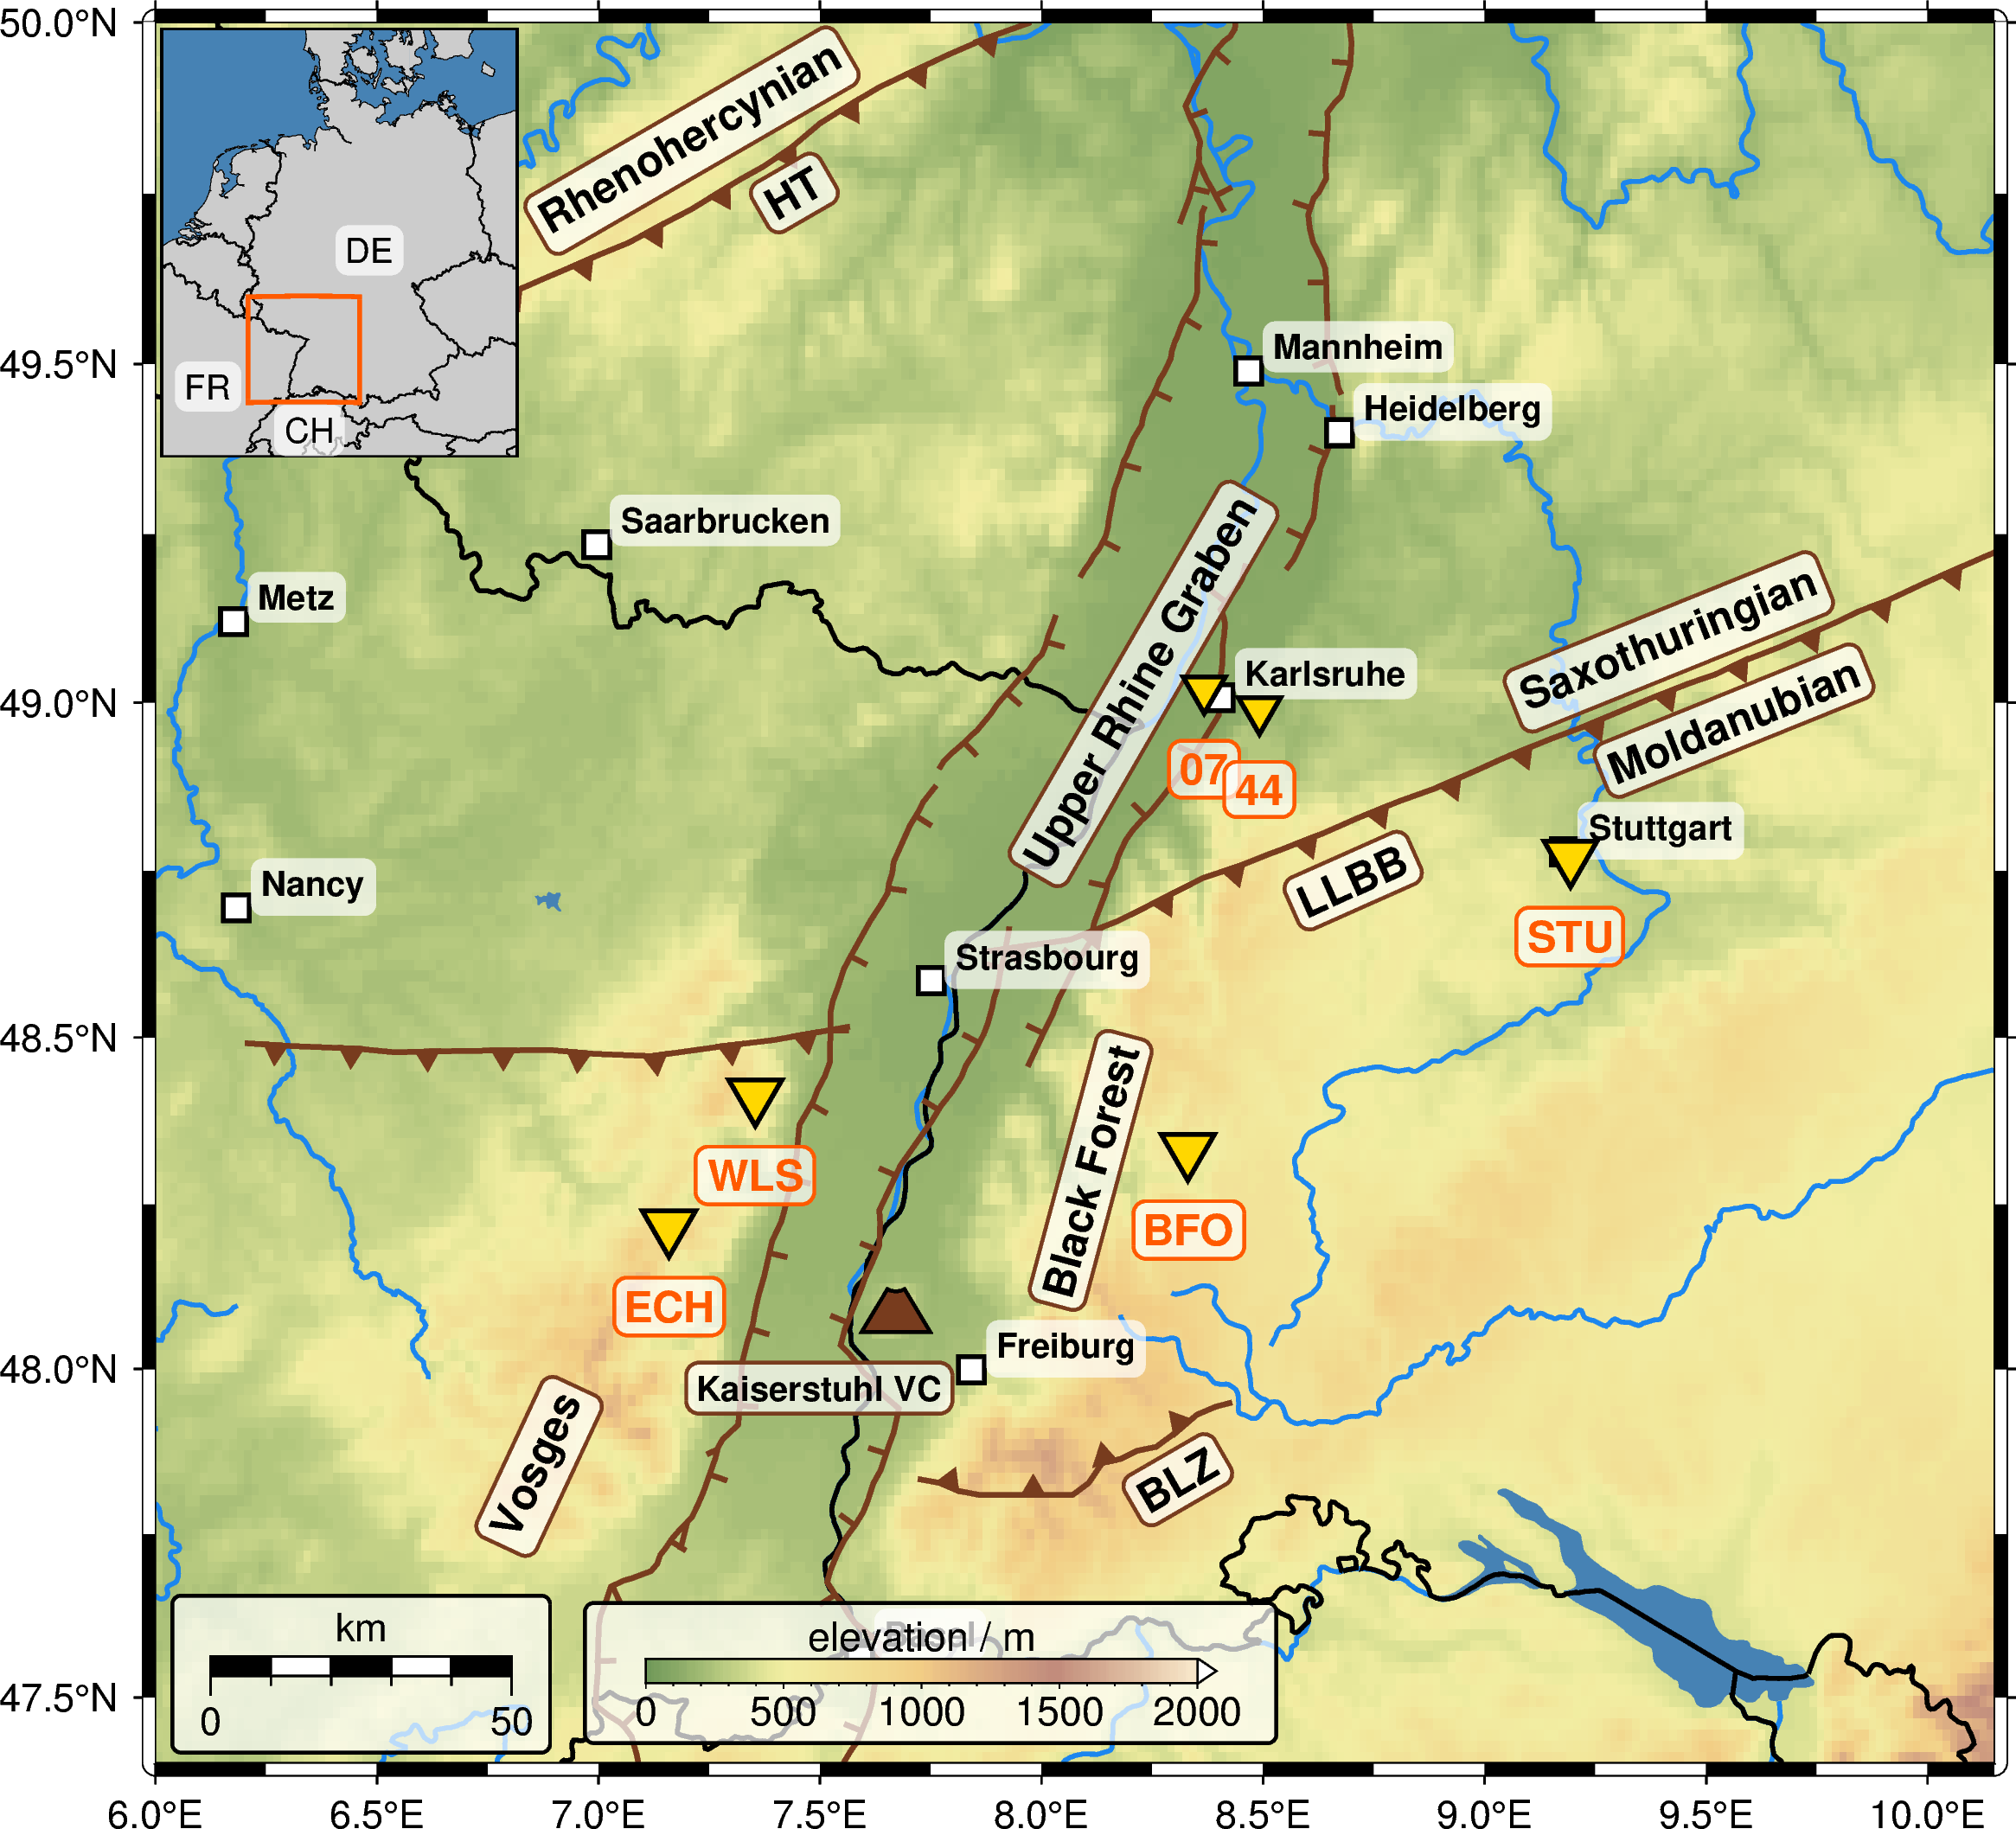 50.0°N
49.5°N
49.0°N
48.5°N
48.0°N
47.5°N
DE
FR
CH
Rhenohercynian
HT
Mannheim
Heidelberg
Saarbrucken
Metz
Upper Rhine Graben
Saxothuringian
Moldanubian
Karlsruhe
07
44
LLBB
Stuttgart
STU
Nancy
Strasbourg
Black Forest
WLS
BFO
ECH
Freiburg
Kaiserstuhl VC
Vosges
BLZ
Basel
km
0 50
elevation / m
0 500 1000 1500 2000
6.0°E 6.5°E 7.0°E 7.5°E 8.0°E 8.5°E 9.0°E 9.5°E 10.0°E